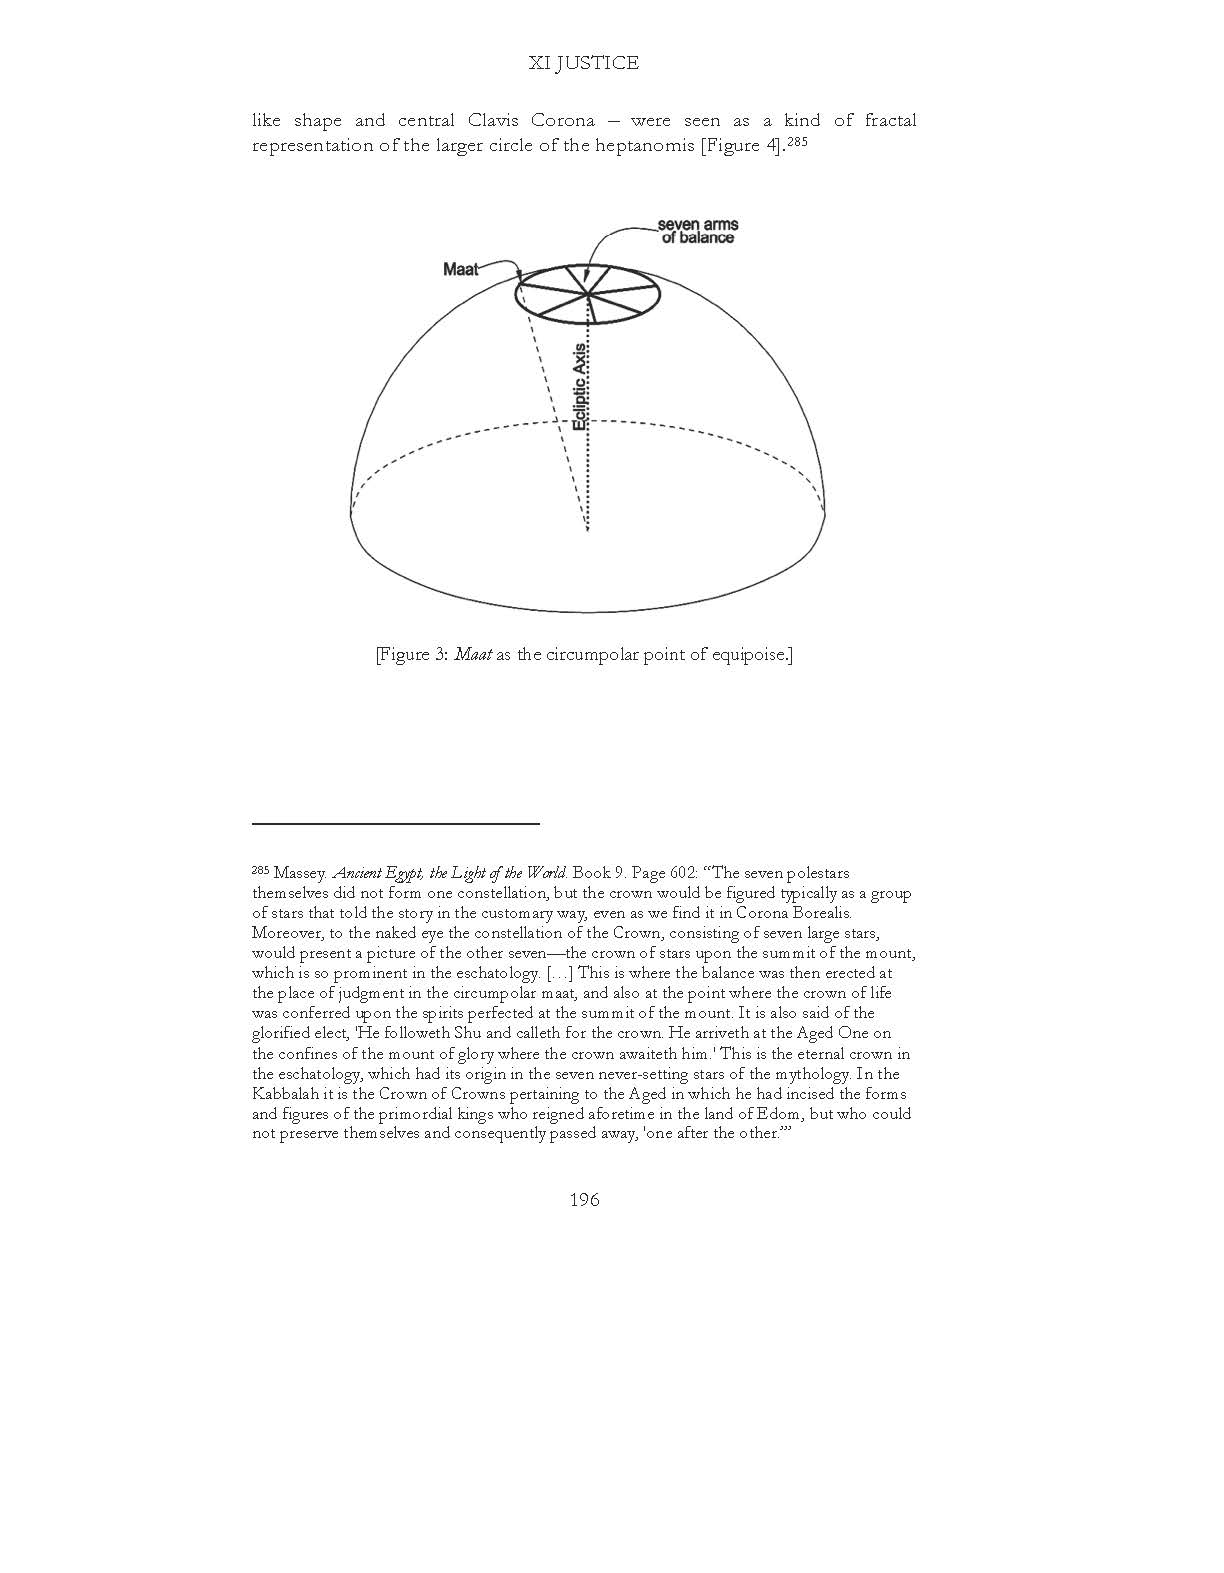 XI JUSTICE
like shape and central Clavis Corona – were seen as a kind of fractal
representation of the larger circle of the heptanomis [Figure 4].285
seven arms
of balance
Maat
Ecliptic Axis
[Figure 3: Maat as the circumpolar point of equipoise.]
285 Massey. Ancient Egypt, the Light of the World. Book 9. Page 602: “The seven polestars
themselves did not form one constellation, but the crown would be figured typically as a group
of stars that told the story in the customary way, even as we find it in Corona Borealis.
Moreover, to the naked eye the constellation of the Crown, consisting of seven large stars,
would present a picture of the other seven—the crown of stars upon the summit of the mount,
which is so prominent in the eschatology. […] This is where the balance was then erected at
the place of judgment in the circumpolar maat, and also at the point where the crown of life
was conferred upon the spirits perfected at the summit of the mount. It is also said of the
glorified elect, 'He followeth Shu and calleth for the crown. He arriveth at the Aged One on
the confines of the mount of glory where the crown awaiteth him.' This is the eternal crown in
the eschatology, which had its origin in the seven never-setting stars of the mythology. In the
Kabbalah it is the Crown of Crowns pertaining to the Aged in which he had incised the forms
and figures of the primordial kings who reigned aforetime in the land of Edom, but who could
not preserve themselves and consequently passed away, 'one after the other.’”
196